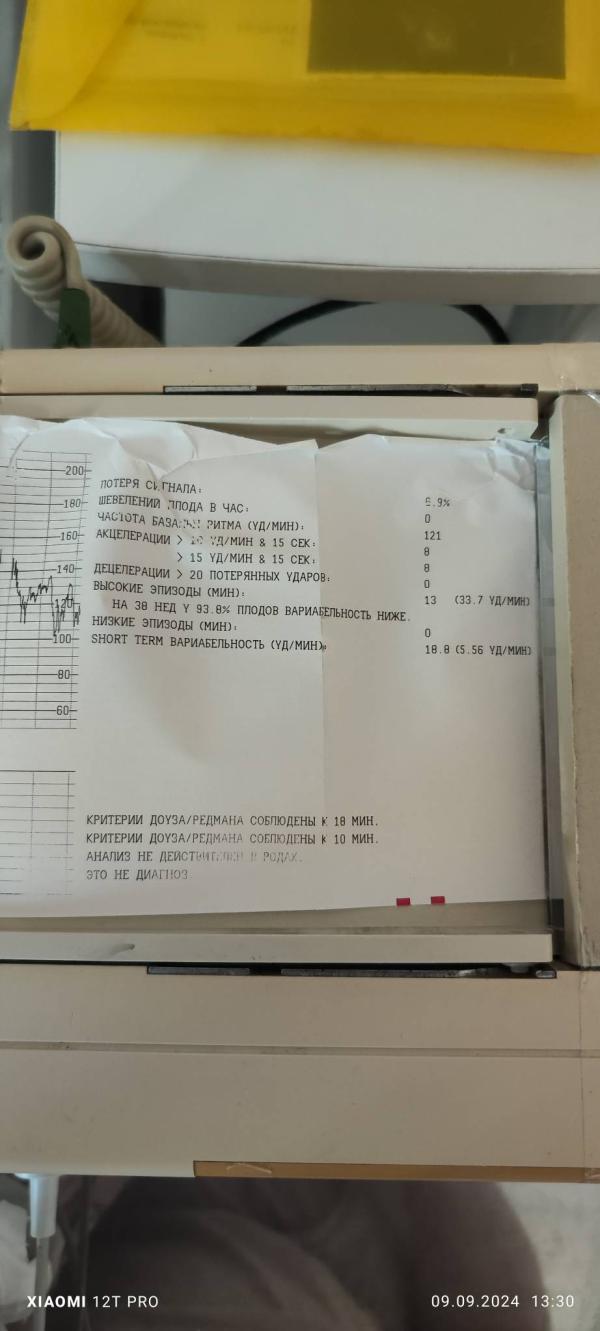 200
180
160
140
120
100
80
60
ПОТЕРЯ СИГНАЛА: 6.9%
ШЕВЕЛЕНИЙ ПЛОДА В ЧАС: 0
ЧАСТОТА БАЗАЛЬН. РИТМА (УД/МИН): 121
АКЦЕЛЕРАЦИИ > 10 УД/МИН & 15 СЕК: 8
> 15 УД/МИН & 15 СЕК: 8
ДЕЦЕЛЕРАЦИИ > 20 ПОТЕРЯННЫХ УДАРОВ: 0
ВЫСОКИЕ ЭПИЗОДЫ (МИН): 13 (33.7 УД/МИН)
НА 38 НЕД У 93.8% ПЛОДОВ ВАРИАБЕЛЬНОСТЬ НИЖЕ.
НИЗКИЕ ЭПИЗОДЫ (МИН): 0
SHORT TERM ВАРИАБЕЛЬНОСТЬ (УД/МИН): 18.8 (5.56 УД/МИН)
КРИТЕРИИ ДОУЗА/РЕДМАНА СОБЛЮДЕНЫ К 18 МИН.
КРИТЕРИИ ДОУЗА/РЕДМАНА СОБЛЮДЕНЫ К 10 МИН.
АНАЛИЗ НЕ ДЕЙСТВИТЕЛЕН В РОДАХ.
ЭТО НЕ ДИАГНОЗ
XIAOMI 12T PRO
09.09.2024 13:30